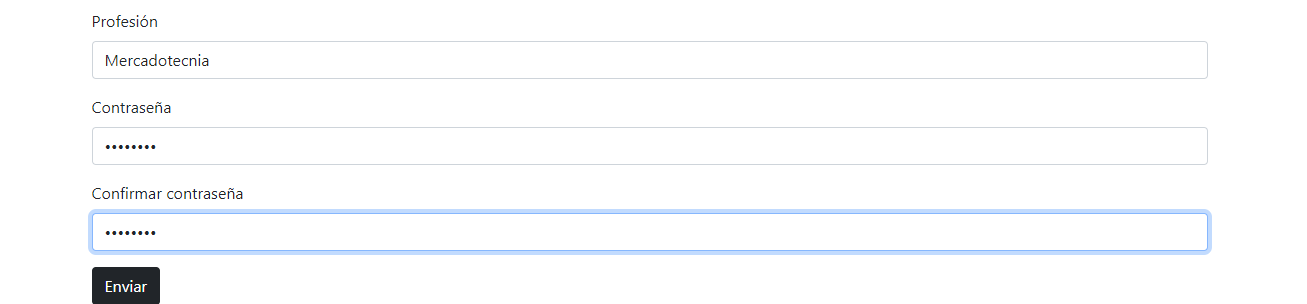 Profesión
Mercadotecnia
Contraseña
••••••••
Confirmar contraseña
••••••••
Enviar